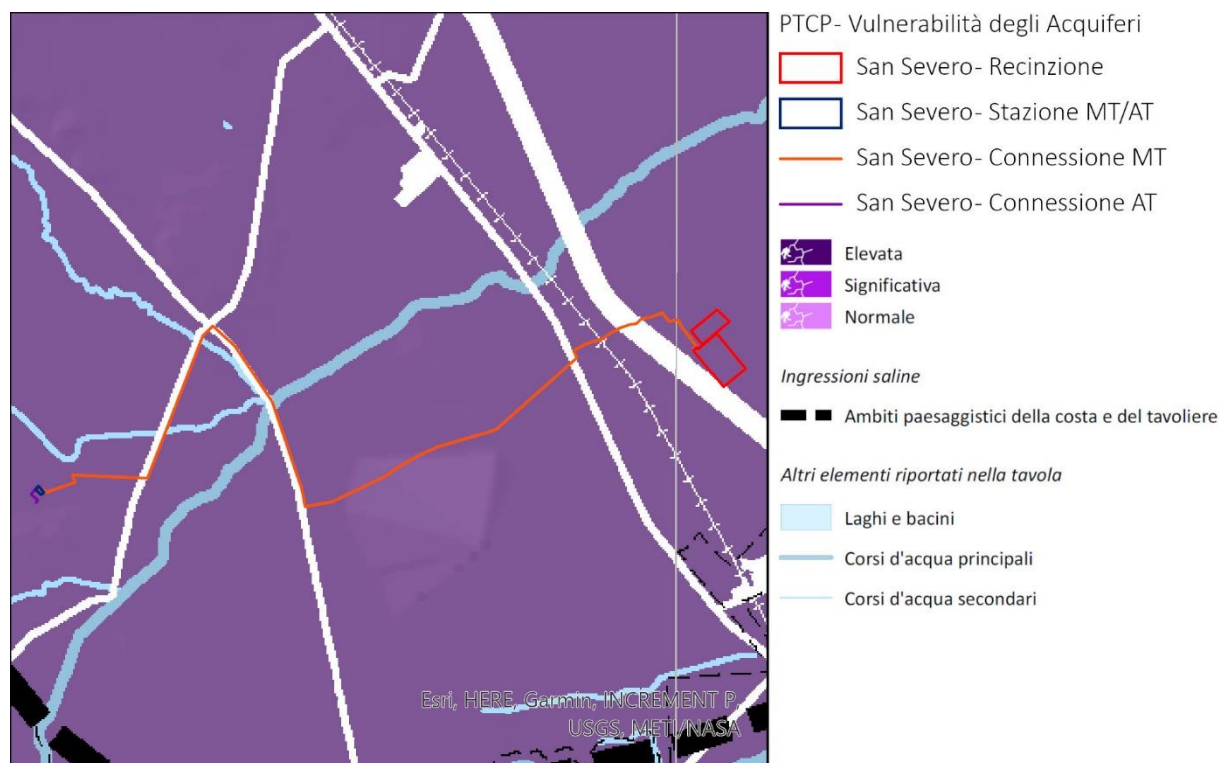 PTCP- Vulnerabilità degli Acquiferi
San Severo- Recinzione
San Severo- Stazione MT/AT
San Severo- Connessione MT
San Severo- Connessione AT
Elevata
Significativa
Normale
Ingressioni saline
Ambiti paesaggistici della costa e del tavoliere
Altri elementi riportati nella tavola
Laghi e bacini
Corsi d'acqua principali
Corsi d'acqua secondari
Esri, HERE, Garmin, INCREMENT P,
USGS, METI/NASA